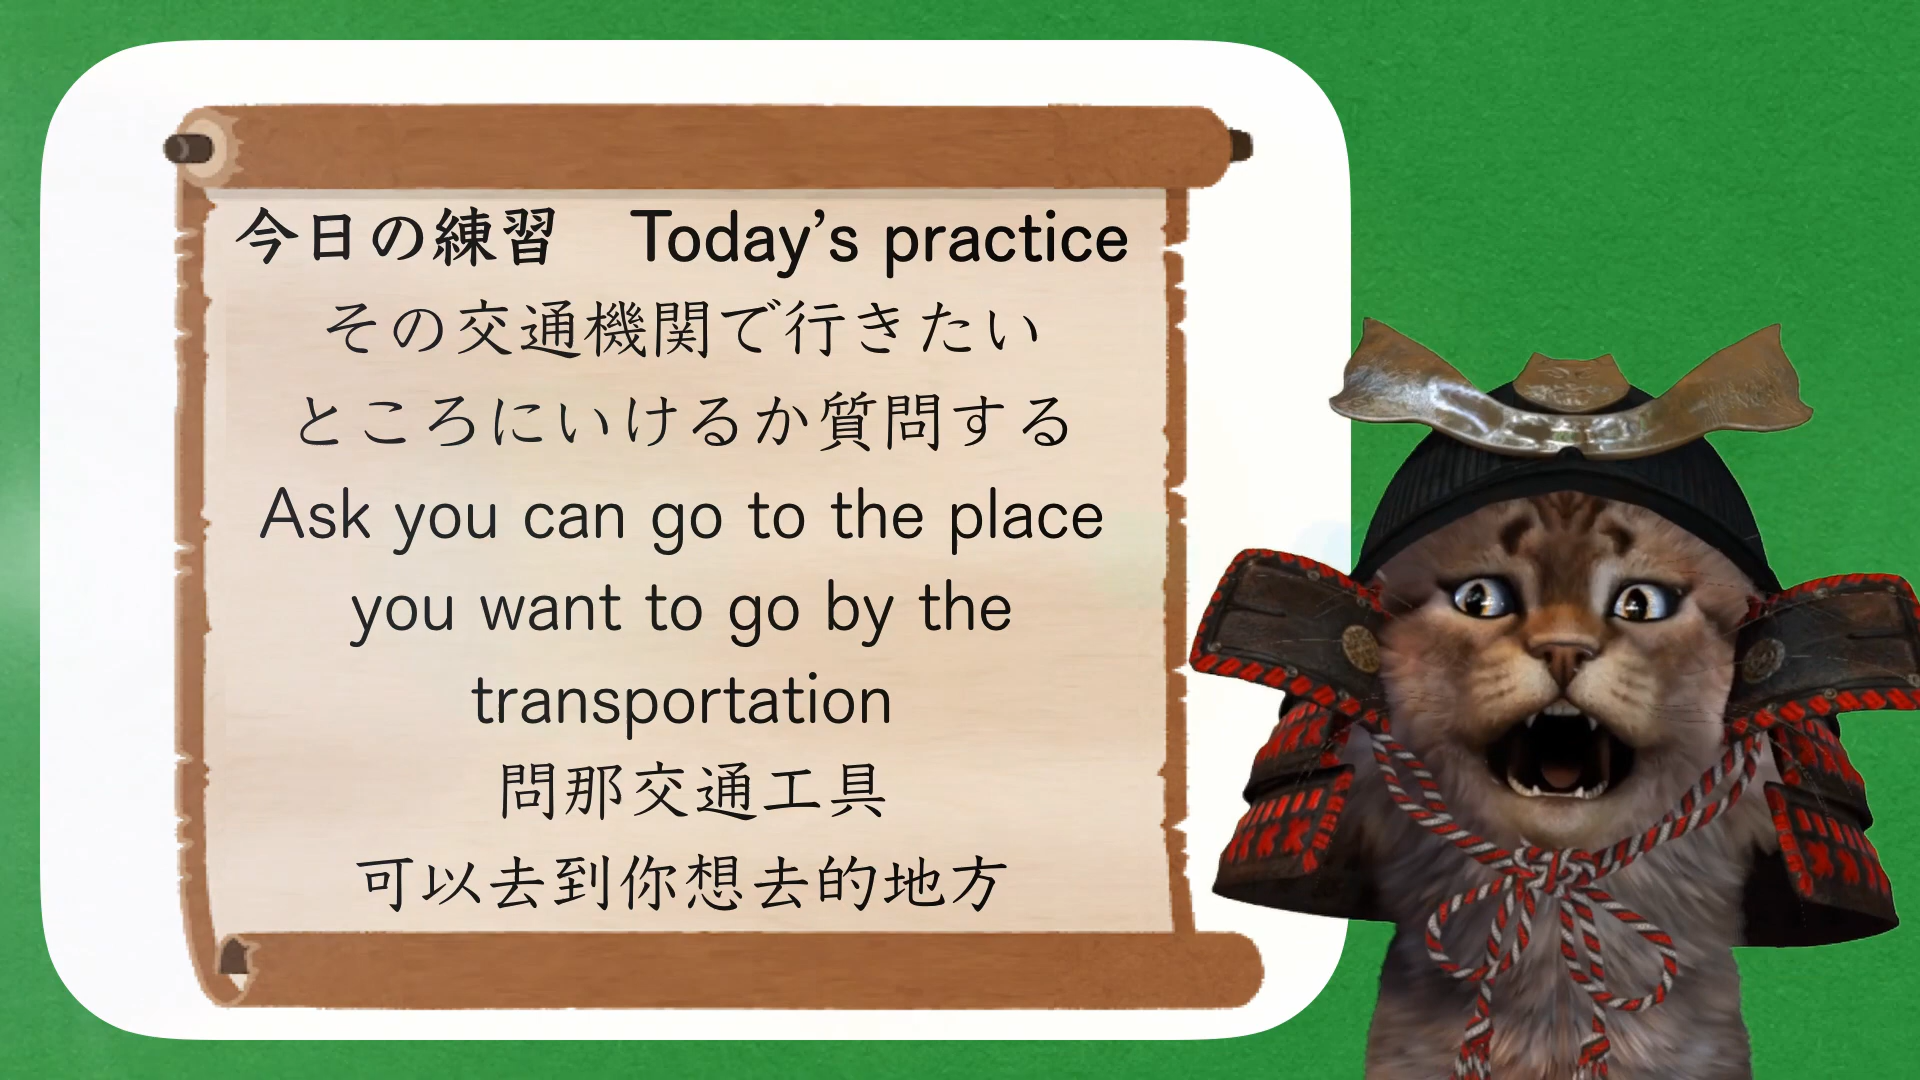 今日の練習　Today’s practice
その交通機関で行きたい
ところにいけるか質問する
Ask you can go to the place
you want to go by the
transportation
問那交通工具
可以去到你想去的地方